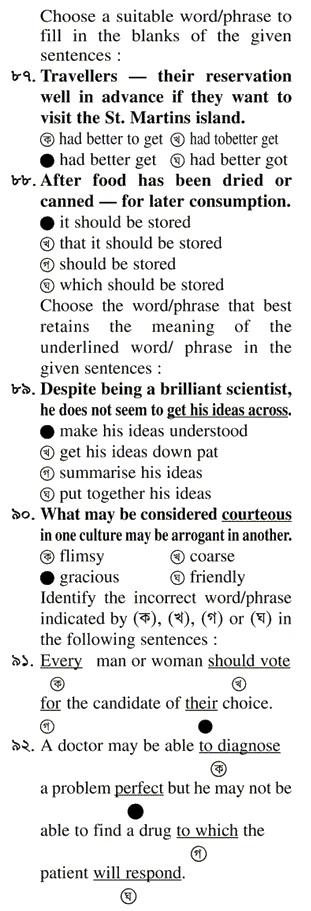 Choose a suitable word/phrase to
fill in the blanks of the given
sentences :
৮৭. Travellers — their reservation
well in advance if they want to
visit the St. Martins island.
ⓚ had better to get ⓚ had tobetter get
● had better get ⓚ had better got
৮৮. After food has been dried or
canned — for later consumption.
● it should be stored
(খ) that it should be stored
(গ) should be stored
(ঘ) which should be stored
Choose the word/phrase that best
retains the meaning of the
underlined word/ phrase in the
given sentences :
৮৯. Despite being a brilliant scientist,
he does not seem to get his ideas across.
● make his ideas understood
(খ) get his ideas down pat
(গ) summarise his ideas
(ঘ) put together his ideas
৯০. What may be considered courteous
in one culture may be arrogant in another.
(ক) flimsy (খ) coarse
● gracious (ঘ) friendly
Identify the incorrect word/phrase
indicated by (ক), (খ), (গ) or (ঘ) in
the following sentences :
৯১. Every man or woman should vote
(ক) (খ)
for the candidate of their choice.
(গ) ●
৯২. A doctor may be able to diagnose
(ক)
a problem perfect but he may not be
●
able to find a drug to which the
(গ)
patient will respond.
(ঘ)